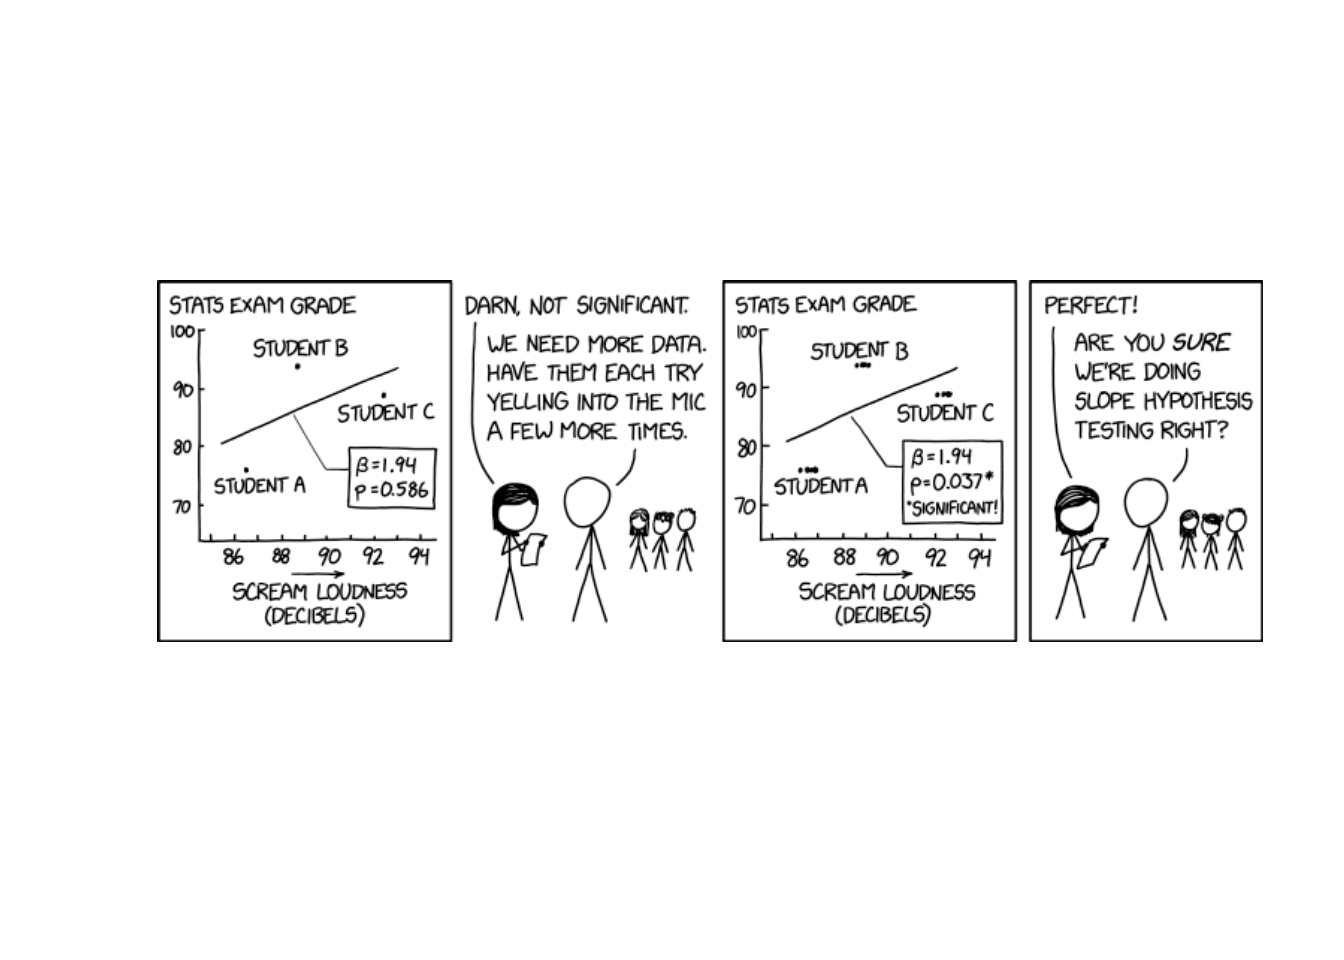 STATS EXAM GRADE
100
90
80
70
STUDENT B
STUDENT C
STUDENT A
β=1.94
p=0.586
86 88 90 92 94
SCREAM LOUDNESS
(DECIBELS)
DARN, NOT SIGNIFICANT.
WE NEED MORE DATA.
HAVE THEM EACH TRY
YELLING INTO THE MIC
A FEW MORE TIMES.
STATS EXAM GRADE
100
90
80
70
STUDENT B
STUDENT C
STUDENT A
β=1.94
p=0.037*
*SIGNIFICANT!
86 88 90 92 94
SCREAM LOUDNESS
(DECIBELS)
PERFECT!
ARE YOU SURE
WE'RE DOING
SLOPE HYPOTHESIS
TESTING RIGHT?